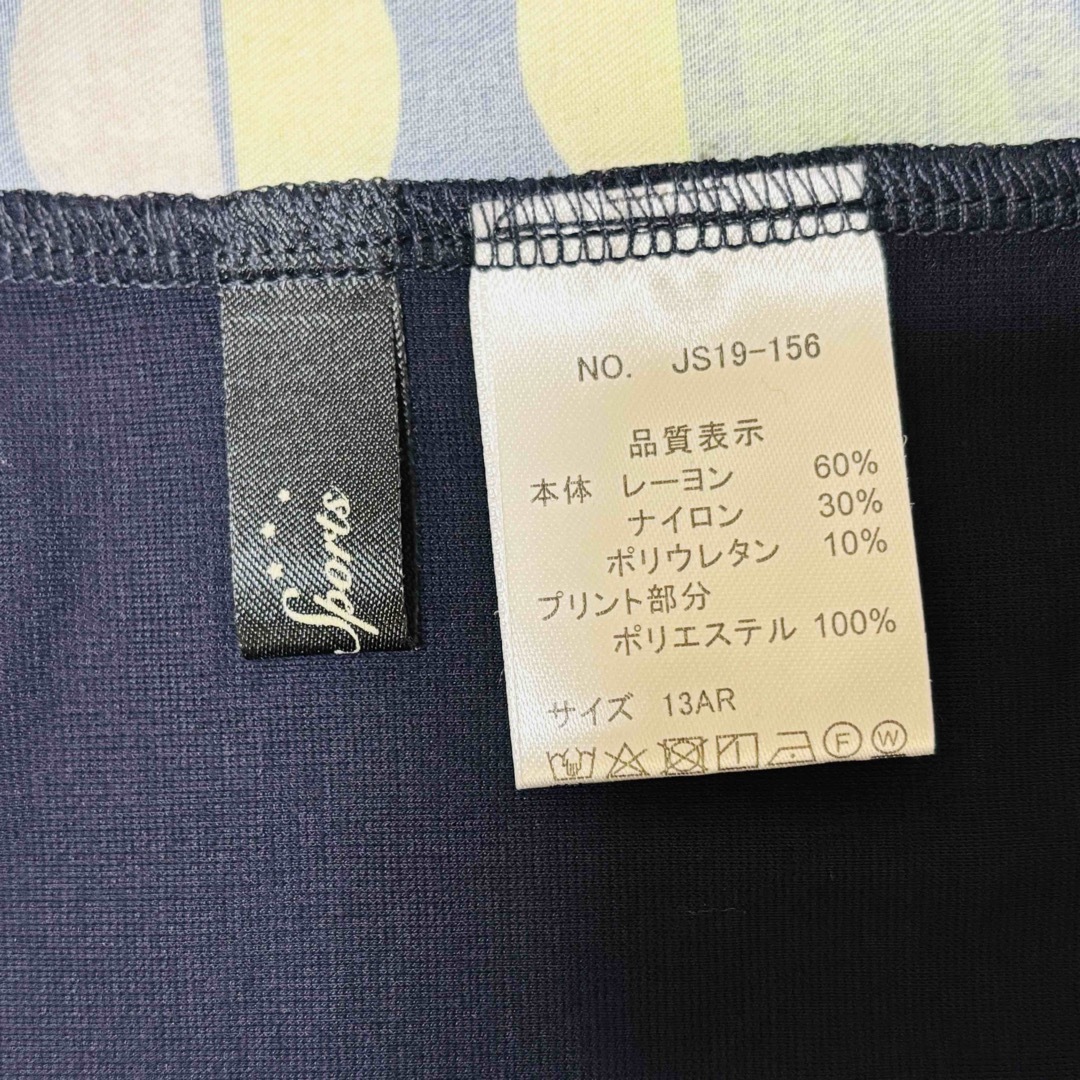 Sports
NO. JS19-156
品質表示
本体 レーヨン 60%
ナイロン 30%
ポリウレタン 10%
プリント部分
ポリエステル 100%
サイズ 13AR
F W